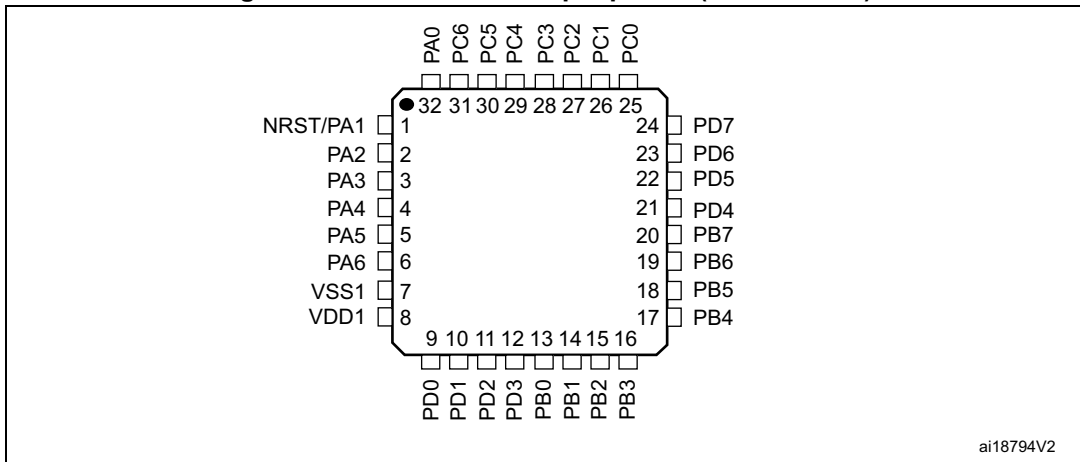 PA0 PC6 PC5 PC4 PC3 PC2 PC1 PC0
32 31 30 29 28 27 26 25
NRST/PA1 1 24 PD7
PA2 2 23 PD6
PA3 3 22 PD5
PA4 4 21 PD4
PA5 5 20 PB7
PA6 6 19 PB6
VSS1 7 18 PB5
VDD1 8 17 PB4
9 10 11 12 13 14 15 16
PD0 PD1 PD2 PD3 PB0 PB1 PB2 PB3
ai18794V2